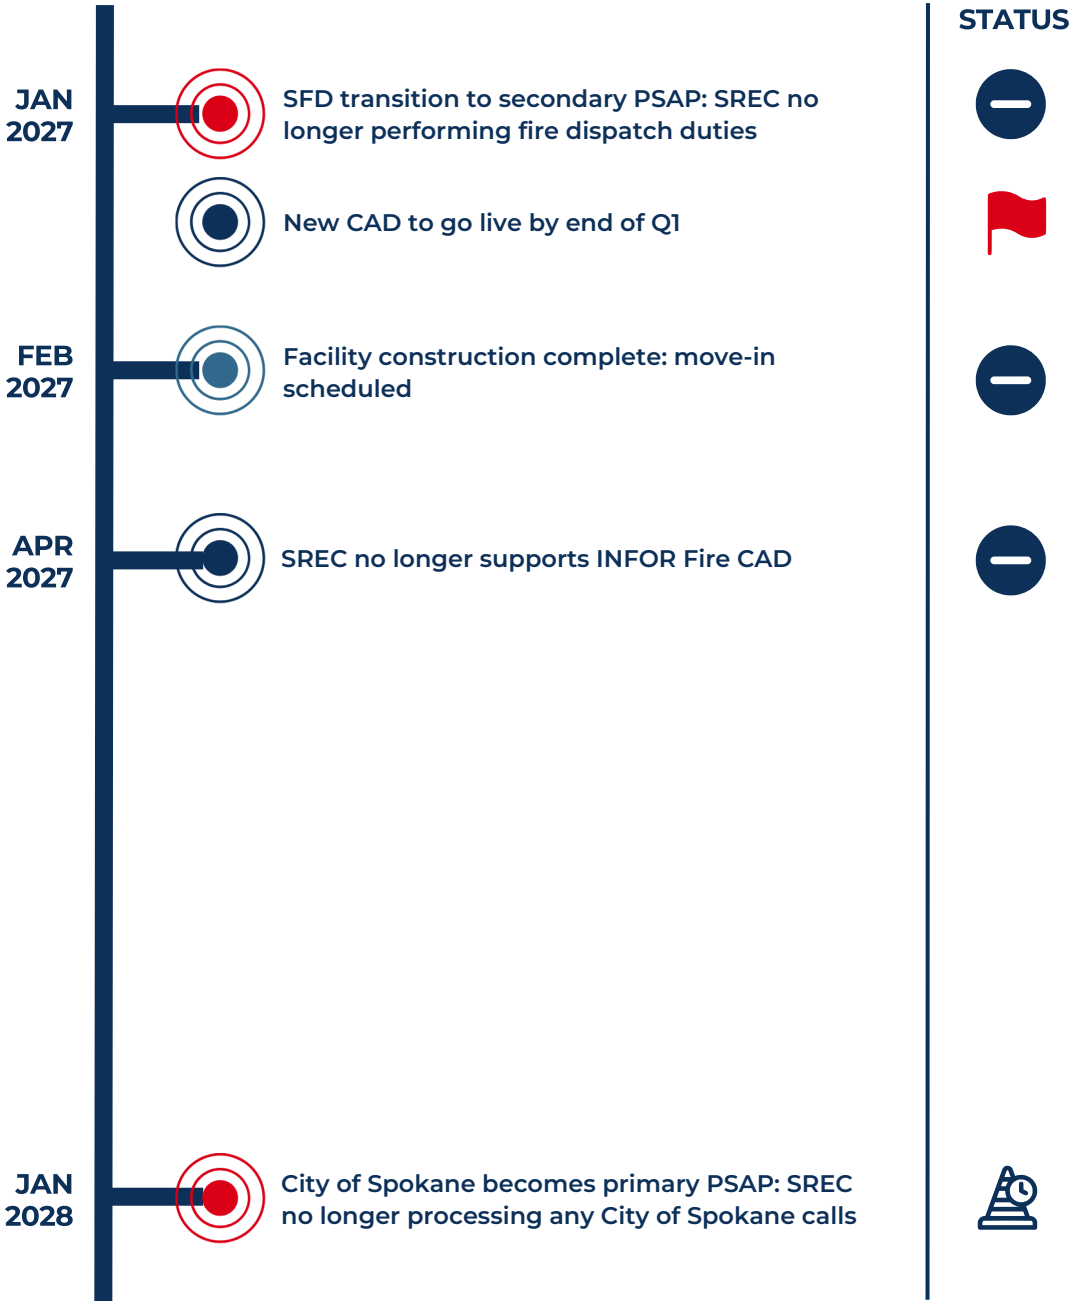 STATUS
JAN
2027
SFD transition to secondary PSAP: SREC no
longer performing fire dispatch duties
New CAD to go live by end of Q1
FEB
2027
Facility construction complete: move-in
scheduled
APR
2027
SREC no longer supports INFOR Fire CAD
JAN
2028
City of Spokane becomes primary PSAP: SREC
no longer processing any City of Spokane calls